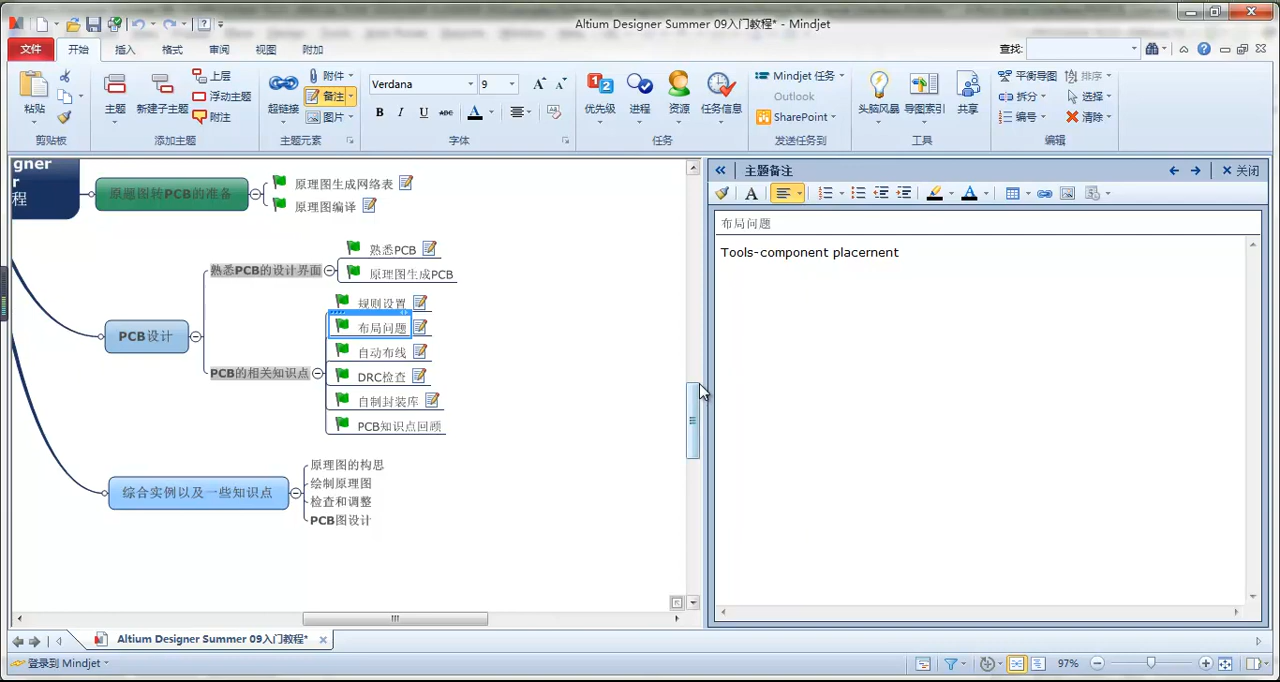 Altium Designer Summer 09入门教程* - Mindjet
文件 开始 插入 格式 审阅 视图 附加 查找:
粘贴
剪贴板
主题
新建子主题
上层
浮动主题
附注
添加主题
超链接
附件
备注
图片
主题元素
Verdana 9
B I U abc A
字体
优先级
进程
资源
任务信息
任务
Mindjet 任务
Outlook
SharePoint
发送任务
头脑风暴
导图索引
共享
工具
平衡导图
拆分
编号
排序
选择
清除
编辑
gner
r
程
原理图转PCB的准备
原理图生成网络表
原理图编译
PCB设计
熟悉PCB的设计界面
熟悉PCB
原理图生成PCB
PCB的相关知识点
规则设置
布局问题
自动布线
DRC检查
自制封装库
PCB知识点回顾
综合实例以及一些知识点
原理图的构思
绘制原理图
检查和调整
PCB图设计
主题备注 关闭
布局问题
Tools-component placernent
Altium Designer Summer 09入门教程*
登录到 Mindjet
97%